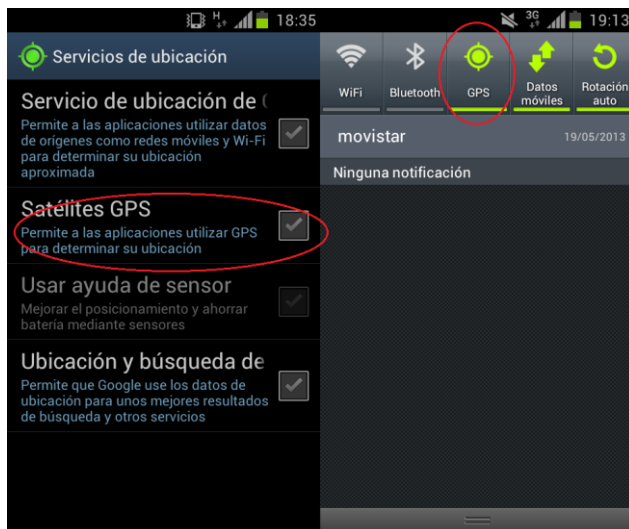 H 18:35
Servicios de ubicación
Servicio de ubicación de
Permite a las aplicaciones utilizar datos
de orígenes como redes móviles y Wi-Fi
para determinar su ubicación
aproximada
Satélites GPS
Permite a las aplicaciones utilizar GPS
para determinar su ubicación
Usar ayuda de sensor
Mejorar el posicionamiento y ahorrar
batería mediante sensores
Ubicación y búsqueda de
Permite que Google use los datos de
ubicación para unos mejores resultados
de búsqueda y otros servicios
3G 19:13
WiFi
Bluetooth
GPS
Datos
móviles
Rotación
auto
movistar 19/05/2013
Ninguna notificación